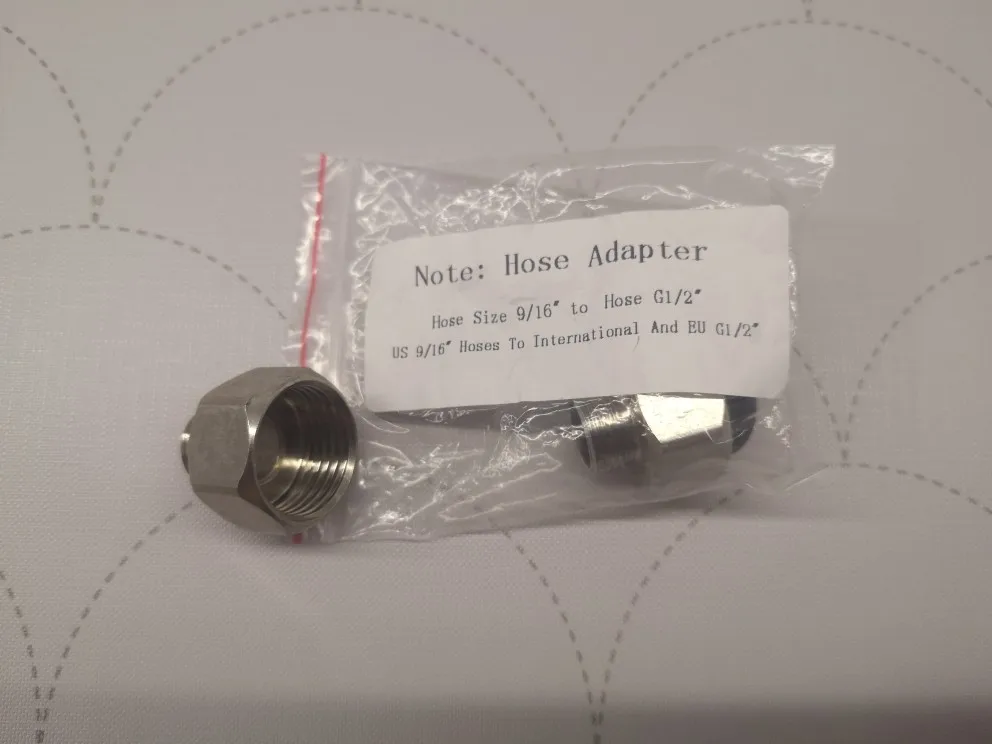 Note: Hose Adapter
Hose Size 9/16" to Hose G1/2"
US 9/16" Hoses To International And EU G1/2"